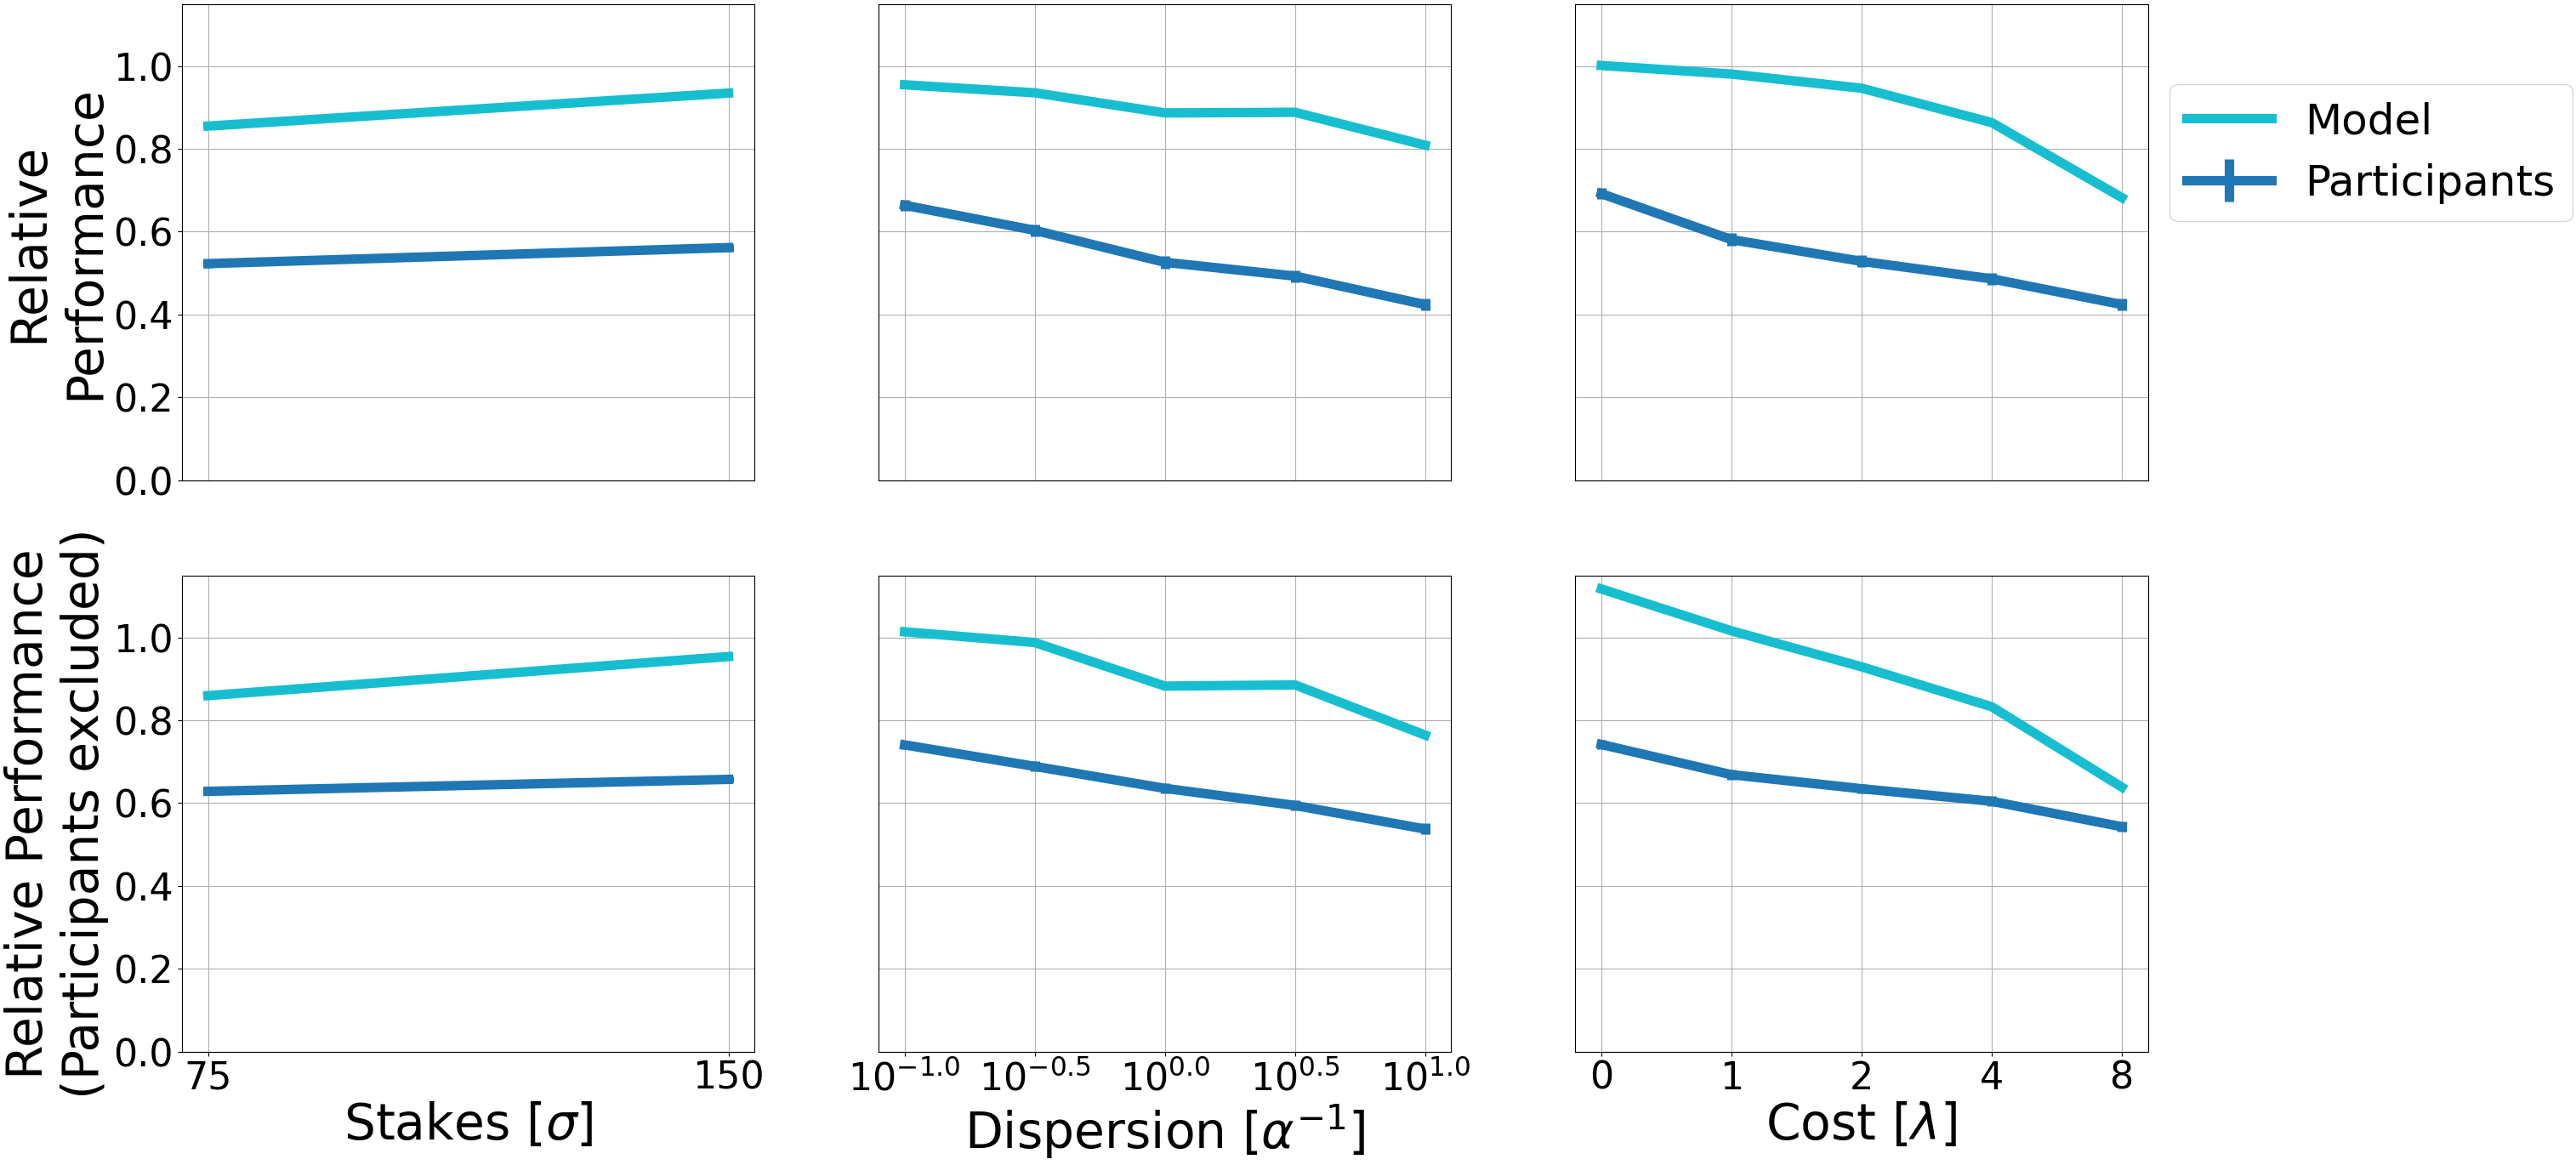 Relative
Performance
1.0
0.8
0.6
0.4
0.2
0.0
Model
Participants
Relative Performance
(Participants excluded)
1.0
0.8
0.6
0.4
0.2
0.0
75 150
Stakes [σ]
10^{-1.0} 10^{-0.5} 10^{0.0} 10^{0.5} 10^{1.0}
Dispersion [α^{-1}]
0 1 2 4 8
Cost [λ]